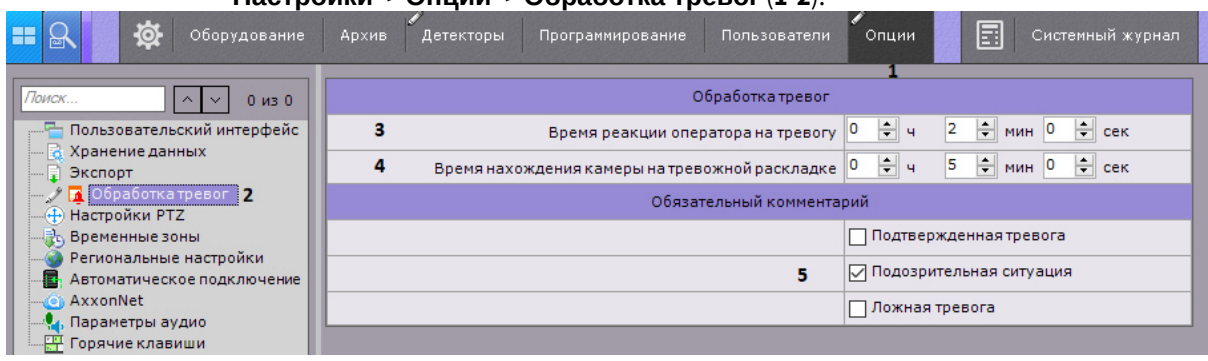 Настройки -> Опции -> Обработка тревог (1-2).
Оборудование Архив Детекторы Программирование Пользователи Опции Системный журнал
1
Поиск... 0 из 0
Пользовательский интерфейс
Хранение данных
Экспорт
Обработка тревог 2
Настройки PTZ
Временные зоны
Региональные настройки
Автоматическое подключение
AxxonNet
Параметры аудио
Горячие клавиши
Обработка тревог
3 Время реакции оператора на тревогу 0 ч 2 мин 0 сек
4 Время нахождения камеры на тревожной раскладке 0 ч 5 мин 0 сек
Обязательный комментарий
Подтвержденная тревога
5 Подозрительная ситуация
Ложная тревога